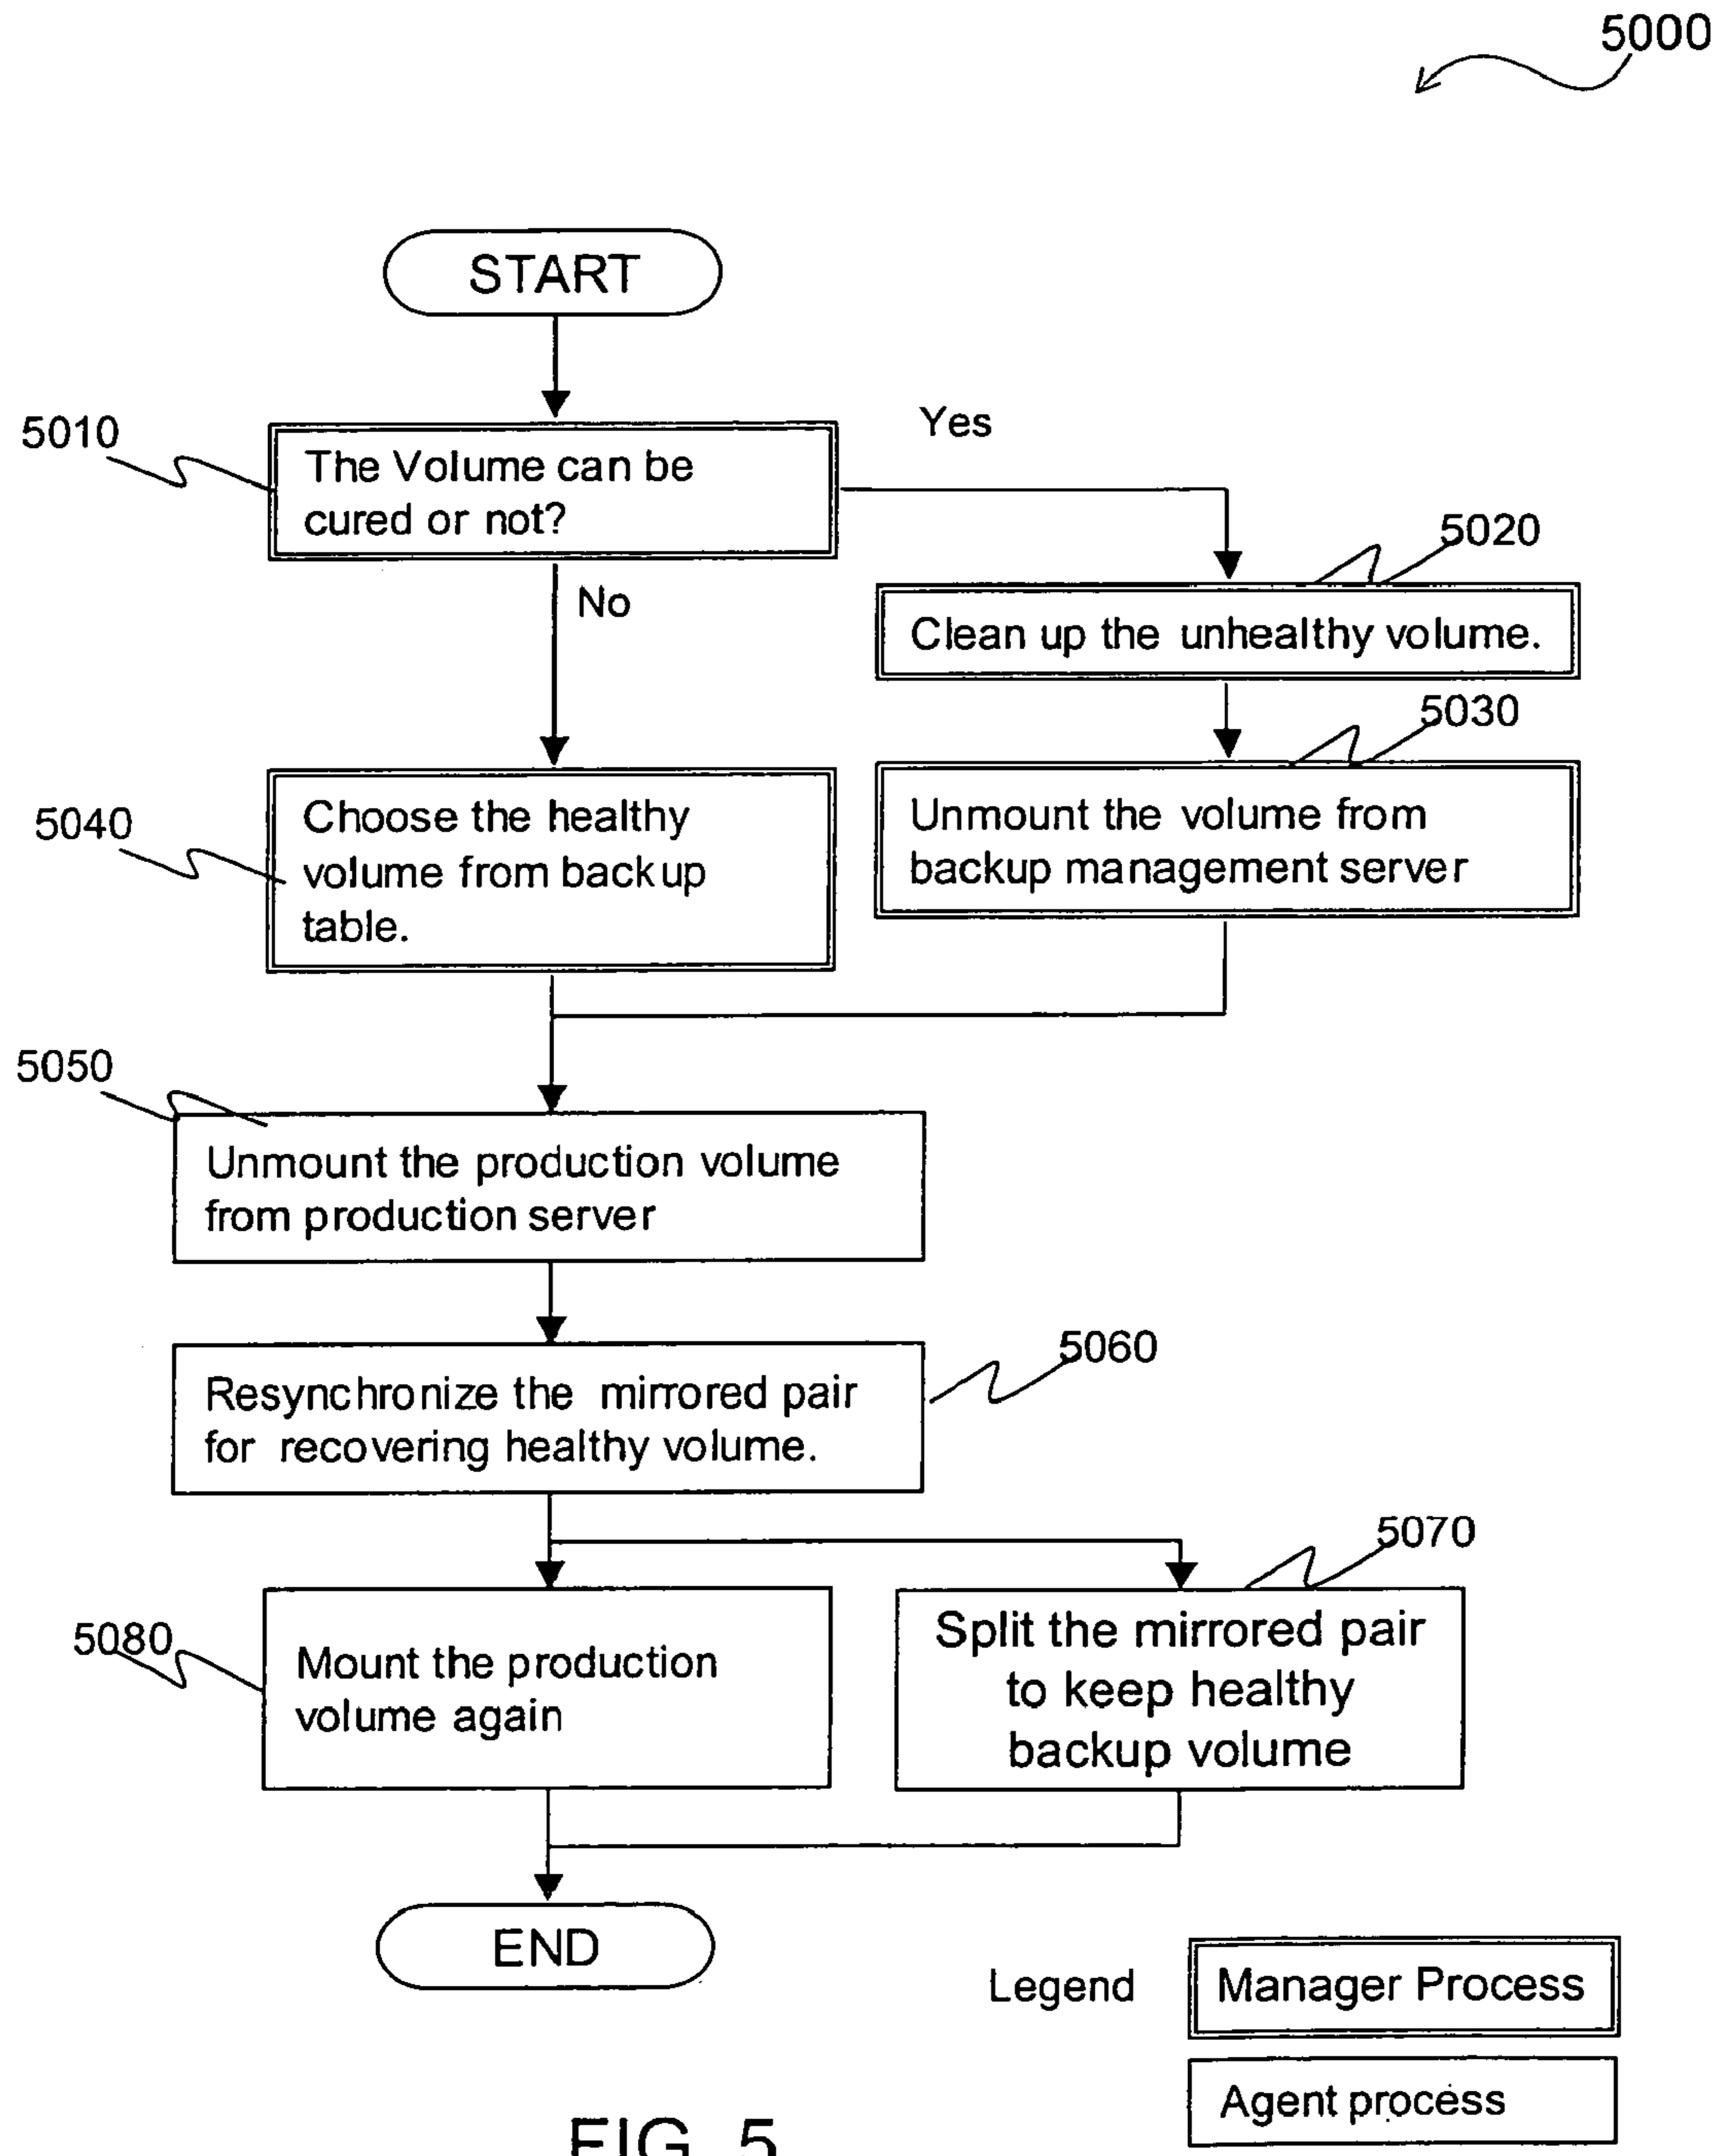 5000
START
5010
The Volume can be
cured or not?
Yes
No
5020
Clean up the unhealthy volume.
5030
Unmount the volume from
backup management server
5040
Choose the healthy
volume from backup
table.
5050
Unmount the production volume
from production server
5060
Resynchronize the mirrored pair
for recovering healthy volume.
5070
Split the mirrored pair
to keep healthy
backup volume
5080
Mount the production
volume again
END
Legend
Manager Process
Agent process
FIG. 5